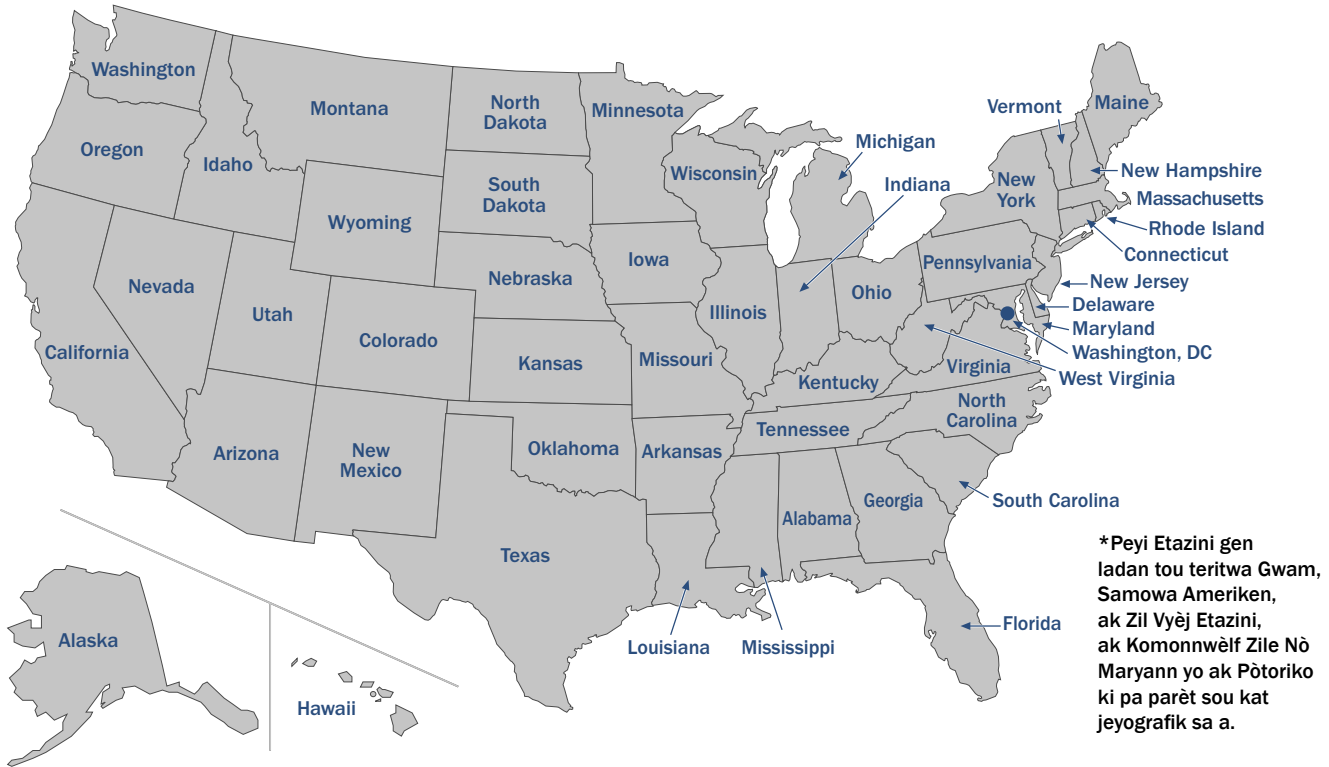 Washington
Montana
North
Dakota
Minnesota
Vermont
Maine
Oregon
Idaho
Wisconsin
Michigan
Indiana
New Hampshire
New
York
Massachusetts
South
Dakota
Wyoming
Rhode Island
Connecticut
Iowa
Pennsylvania
Nevada
Nebraska
Ohio
New Jersey
Utah
Illinois
Delaware
Maryland
Colorado
California
Kansas
Missouri
Washington, DC
Virginia
West Virginia
Kentucky
North
Carolina
Tennessee
Arizona
New
Mexico
Oklahoma
Arkansas
South Carolina
Georgia
Alabama
Texas
Florida
Louisiana
Mississippi
Alaska
Hawaii
*Peyi Etazini gen
ladan tou teritwa Gwam,
Samowa Ameriken,
ak Zil Vyèj Etazini,
ak Komonnwèlf Zile Nò
Maryann yo ak Pòtoriko
ki pa parèt sou kat
jeyografik sa a.